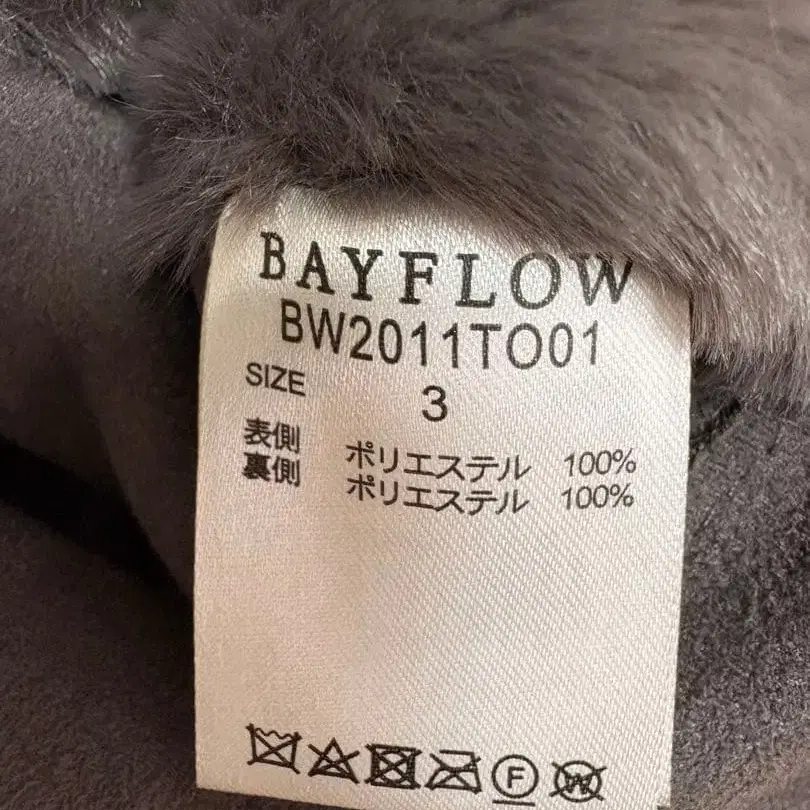 BAYFLOW
BW2011TO01
SIZE 3
表側 ポリエステル 100%
裏側 ポリエステル 100%
F W